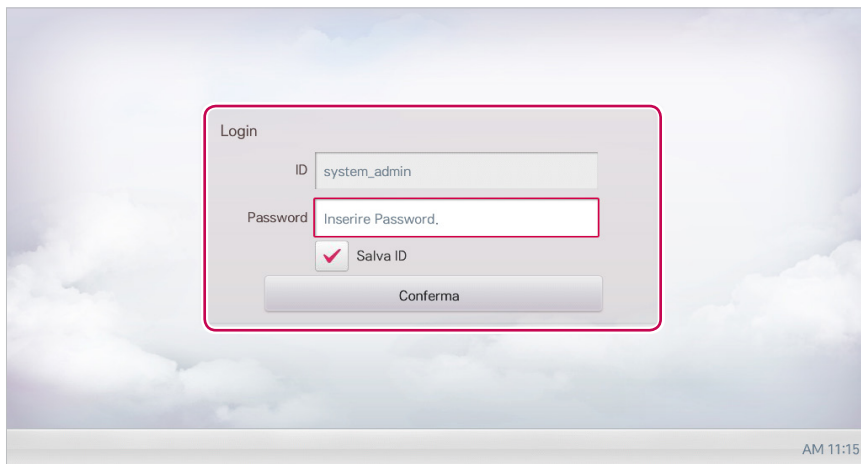 Login
ID system_admin
Password Inserire Password.
Salva ID
Conferma
AM 11:15